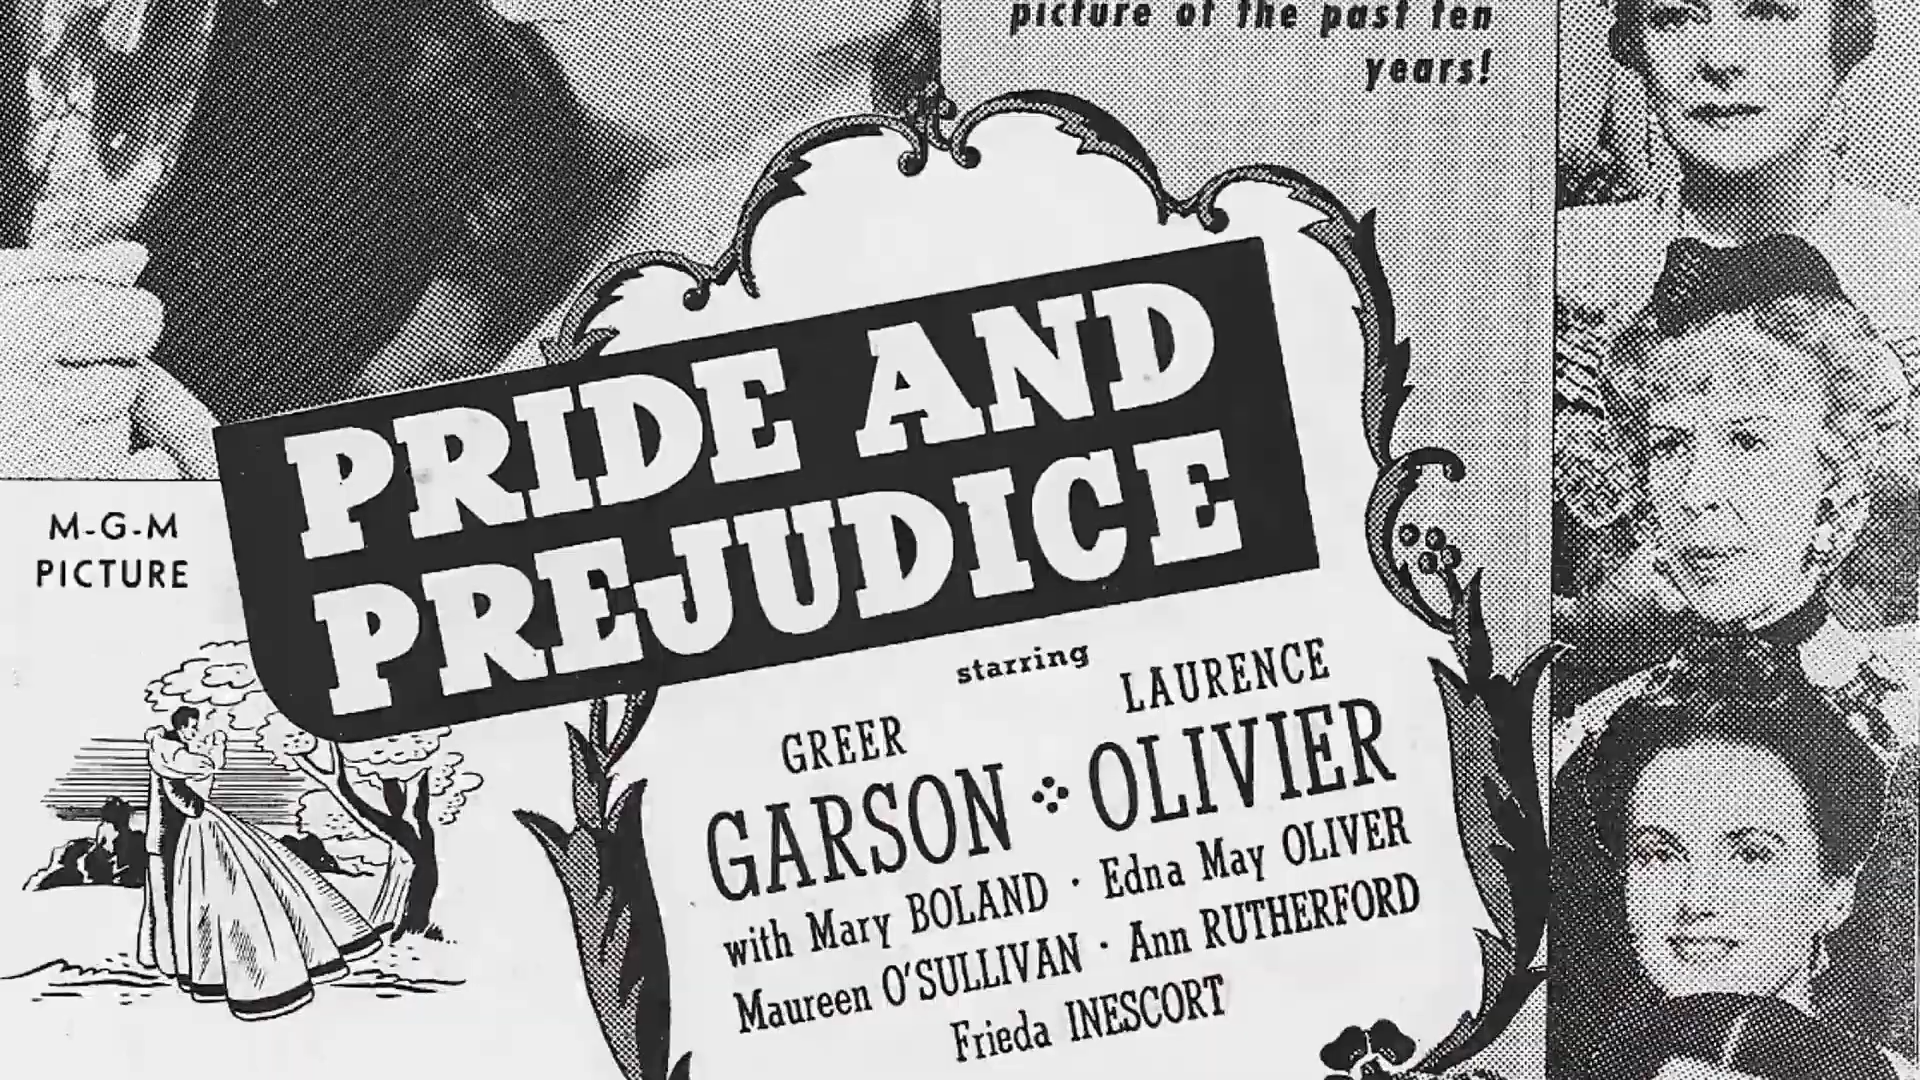 picture of the past ten
years!
PRIDE AND
PREJUDICE
M-G-M
PICTURE
starring
GREER
GARSON
LAURENCE
OLIVIER
with Mary BOLAND · Edna May OLIVER
Maureen O'SULLIVAN · Ann RUTHERFORD
Frieda INESCORT